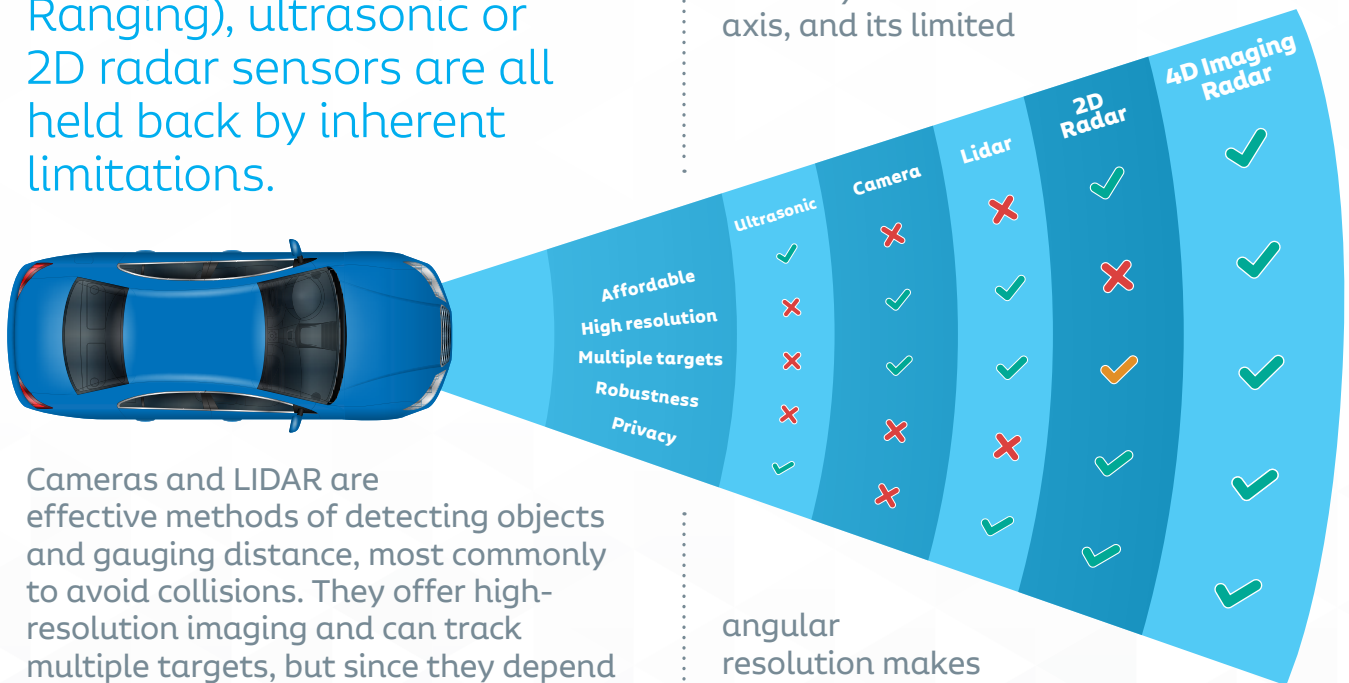 Ranging), ultrasonic or
2D radar sensors are all
held back by inherent
limitations.
Cameras and LIDAR are
effective methods of detecting objects
and gauging distance, most commonly
to avoid collisions. They offer high-
resolution imaging and can track
multiple targets, but since they depend
axis, and its limited
angular
resolution makes
Affordable
High resolution
Multiple targets
Robustness
Privacy
Ultrasonic
Camera
Lidar
2D
Radar
4D Imaging
Radar